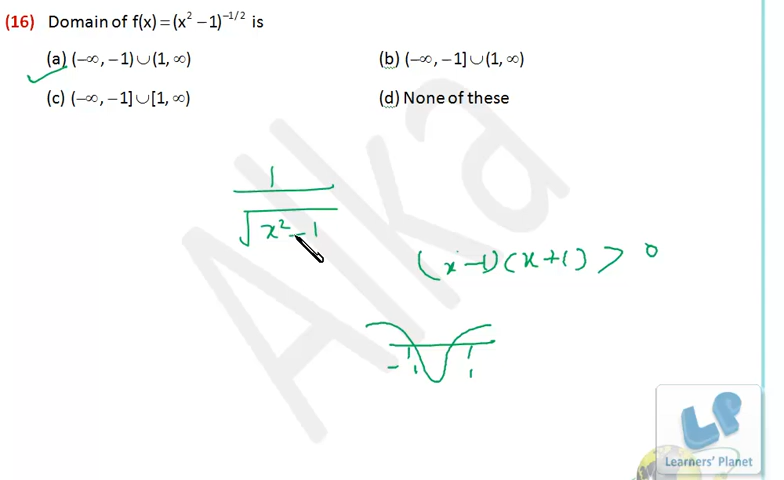 (16) Domain of f(x) = (x² − 1)^−1/2 is
(a) (−∞, −1) ∪ (1, ∞)
(b) (−∞, −1] ∪ (1, ∞)
(c) (−∞, −1] ∪ [1, ∞)
(d) None of these
1
√x² − 1
(x − 1)(x + 1) > 0
−1 1
Alka
LP
Learners' Planet